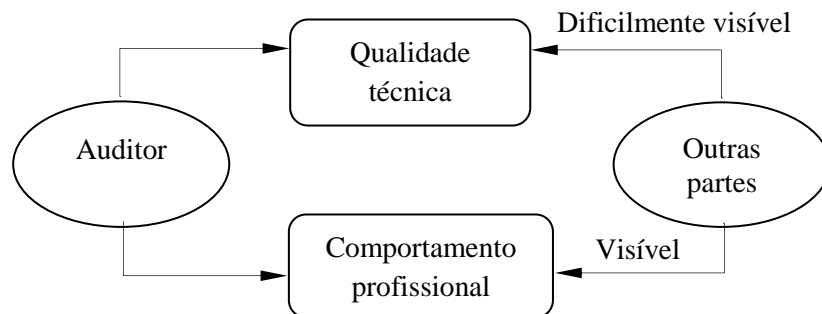 Dificilmente visível
Qualidade
técnica
Auditor
Outras
partes
Comportamento
profissional
Visível